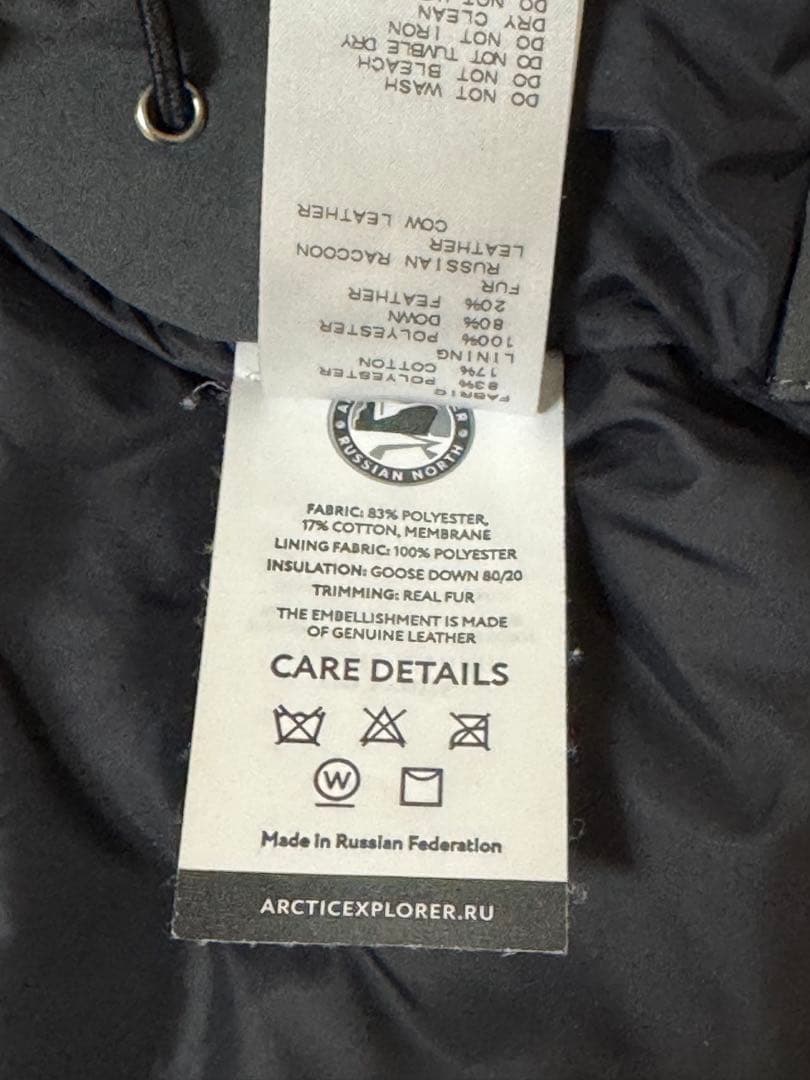 DO NOT WASH
DO NOT BLEACH
DO NOT TUMBLE DRY
DO NOT IRON
DRY CLEAN
DO NOT
COW LEATHER
LEATHER
RUSSIAN RACCOON
FUR
20% FEATHER
80% DOWN
100% POLYESTER
LINING
17% COTTON
83% POLYESTER
FABRIC
RUSSIAN NORTH
FABRIC: 83% POLYESTER,
17% COTTON, MEMBRANE
LINING FABRIC: 100% POLYESTER
INSULATION: GOOSE DOWN 80/20
TRIMMING: REAL FUR
THE EMBELLISHMENT IS MADE
OF GENUINE LEATHER
CARE DETAILS
W
Made in Russian Federation
ARCTICEXPLORER.RU